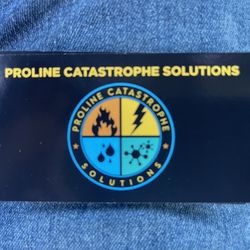 PROLINE CATASTROPHE SOLUTIONS
PROLINE CATASTROPHE
SOLUTIONS